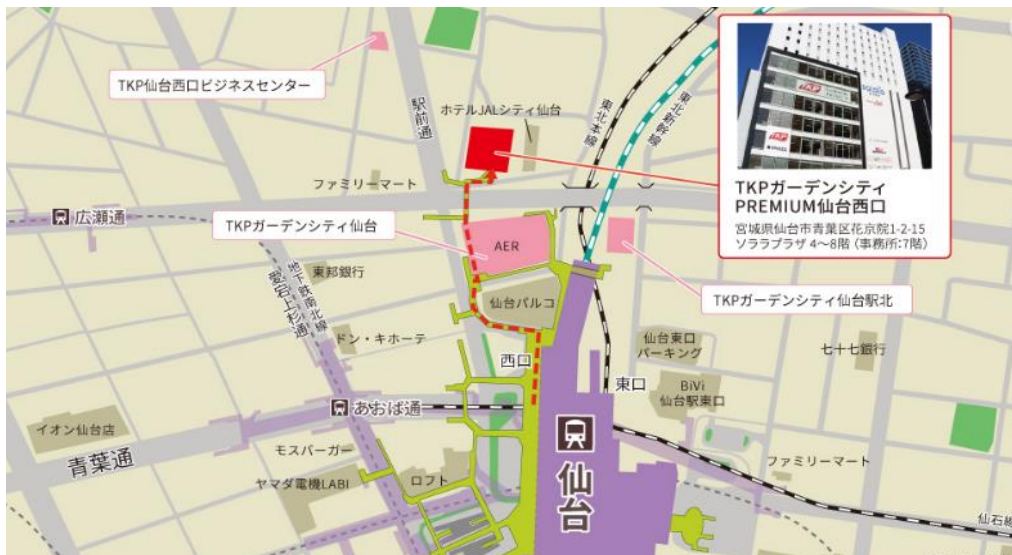 TKP仙台西口ビジネスセンター
駅前通
ホテルJALシティ仙台
東北本線
東北新幹線
TKP
TKPガーデンシティ
PREMIUM仙台西口
宮城県仙台市青葉区花京院1-2-15
ソララプラザ 4〜8階 (事務所:7階)
ファミリーマート
広瀬通
TKPガーデンシティ仙台
AER
東邦銀行
地下鉄南北線
愛宕上杉通
仙台パルコ
TKPガーデンシティ仙台駅北
ドン・キホーテ
西口
仙台東口
パーキング
七十七銀行
東口
BiVi
仙台駅東口
あおば通
イオン仙台店
青葉通
モスバーガー
ヤマダ電機LABI
ロフト
仙台
ファミリーマート
仙石線